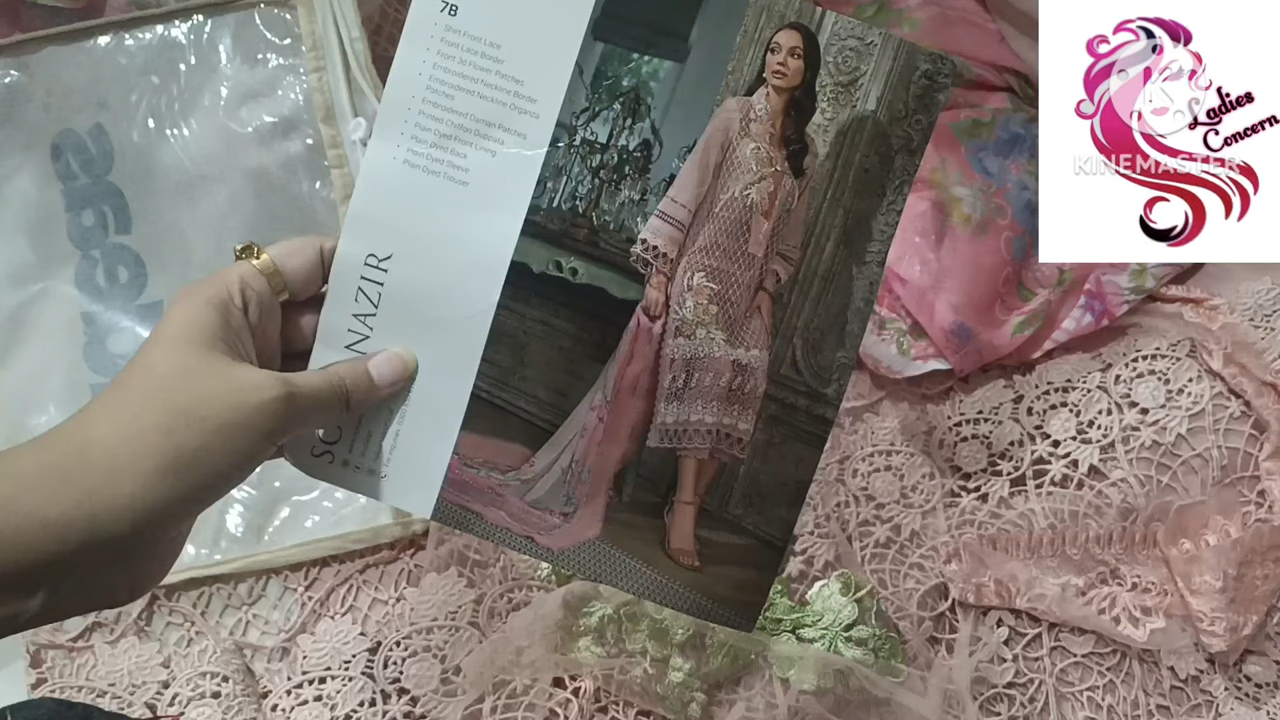 7B
Shirt Front Lace
Front Lace Border
Front 3d Flower Patches
Embroidered Neckline Border
Embroidered Neckline Organza
Patches
Embroidered Daman Patches
Printed Chiffon Dupatta
Plain Dyed Front Lining
Plain Dyed Back
Plain Dyed Sleeve
Plain Dyed Trouser
NAZIR
Ladies
Concern
KINEMASTER